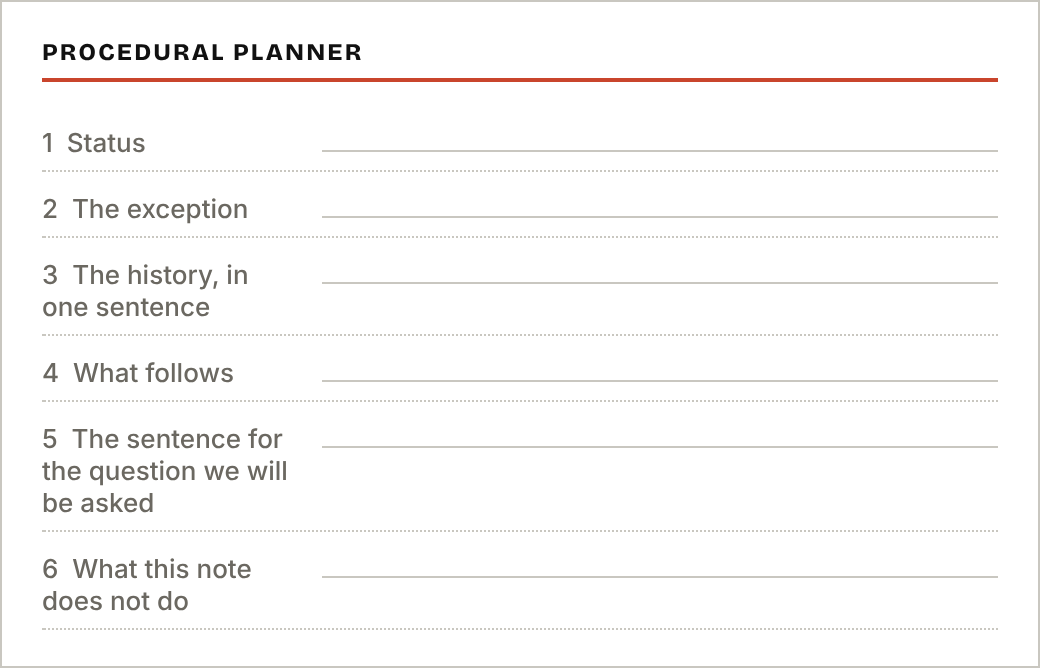 PROCEDURAL PLANNER
1 Status
2 The exception
3 The history, in
one sentence
4 What follows
5 The sentence for
the question we will
be asked
6 What this note
does not do